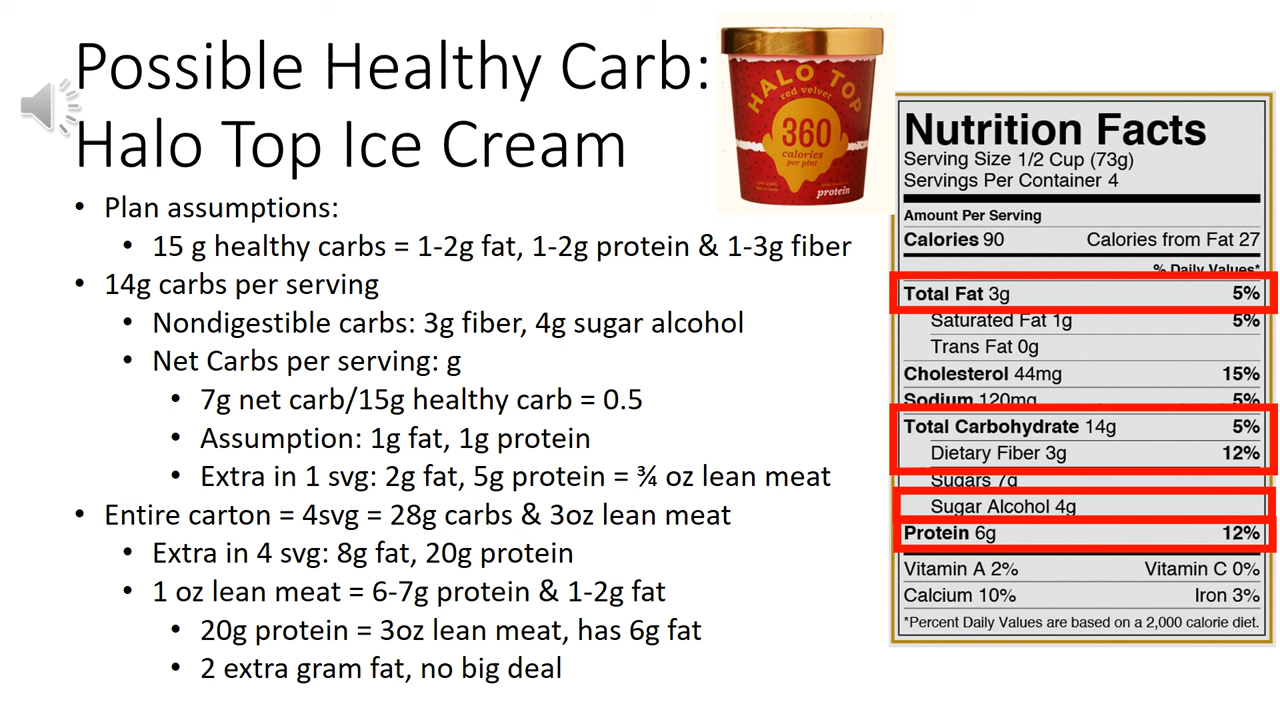 Possible Healthy Carb:
Halo Top Ice Cream
• Plan assumptions:
• 15 g healthy carbs = 1-2g fat, 1-2g protein & 1-3g fiber
• 14g carbs per serving
• Nondigestible carbs: 3g fiber, 4g sugar alcohol
• Net Carbs per serving: g
• 7g net carb/15g healthy carb = 0.5
• Assumption: 1g fat, 1g protein
• Extra in 1 svg: 2g fat, 5g protein = ¾ oz lean meat
• Entire carton = 4svg = 28g carbs & 3oz lean meat
• Extra in 4 svg: 8g fat, 20g protein
• 1 oz lean meat = 6-7g protein & 1-2g fat
• 20g protein = 3oz lean meat, has 6g fat
• 2 extra gram fat, no big deal
HALO TOP
red velvet
360
calories
per pint
protein
Nutrition Facts
Serving Size 1/2 Cup (73g)
Servings Per Container 4
Amount Per Serving
Calories 90 Calories from Fat 27
% Daily Values*
Total Fat 3g 5%
Saturated Fat 1g 5%
Trans Fat 0g
Cholesterol 44mg 15%
Sodium 120mg 5%
Total Carbohydrate 14g 5%
Dietary Fiber 3g 12%
Sugars 7g
Sugar Alcohol 4g
Protein 6g 12%
Vitamin A 2% Vitamin C 0%
Calcium 10% Iron 3%
*Percent Daily Values are based on a 2,000 calorie diet.